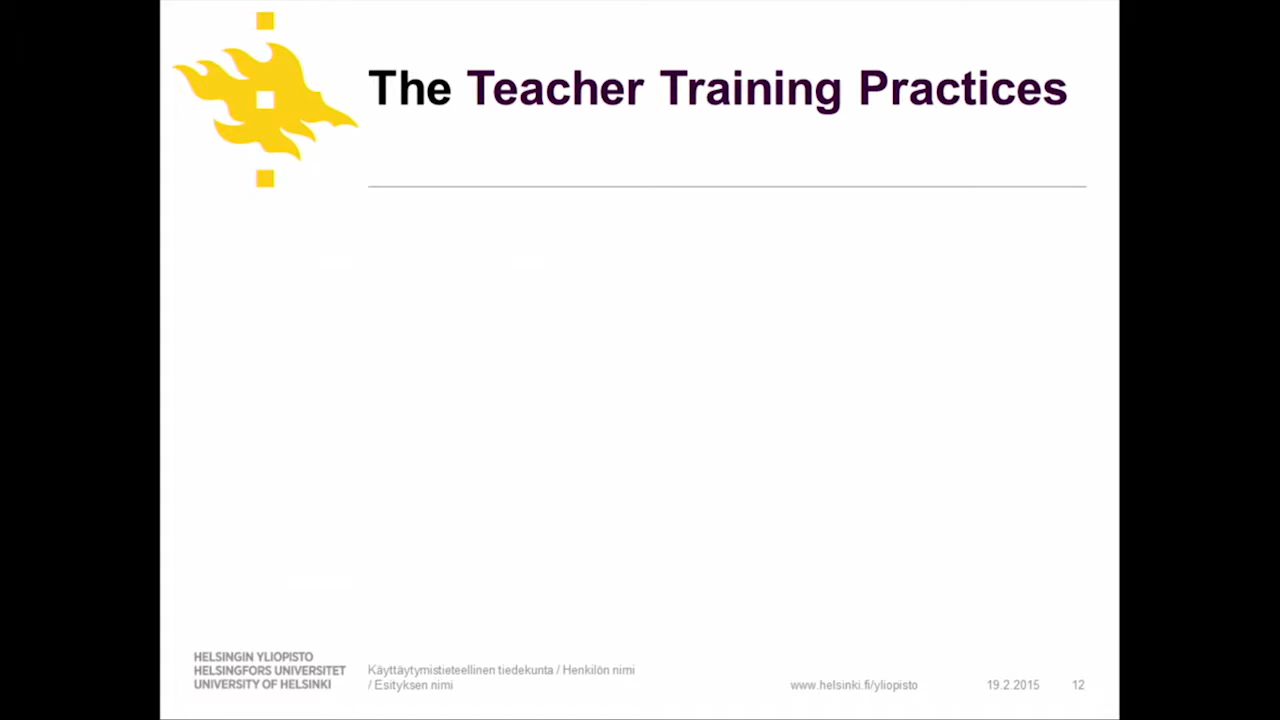 The Teacher Training Practices
HELSINGIN YLIOPISTO
HELSINGFORS UNIVERSITET
UNIVERSITY OF HELSINKI
Käyttäytymistieteellinen tiedekunta / Henkilön nimi
/ Esityksen nimi
www.helsinki.fi/yliopisto
19.2.2015
12